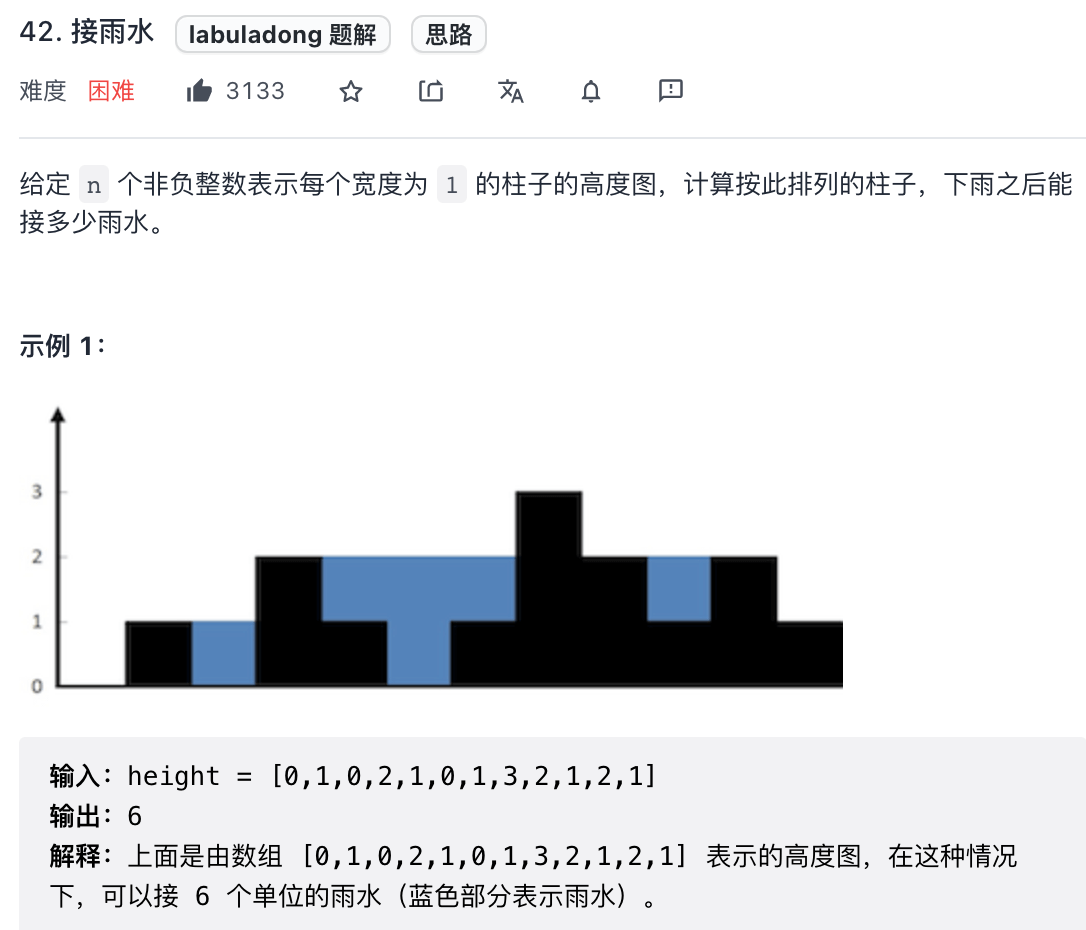 42. 接雨水 labuladong 题解 思路
难度 困难 3133
给定 n 个非负整数表示每个宽度为 1 的柱子的高度图，计算按此排列的柱子，下雨之后能
接多少雨水。
示例 1：
3
2
1
0
输入：height = [0,1,0,2,1,0,1,3,2,1,2,1]
输出：6
解释：上面是由数组 [0,1,0,2,1,0,1,3,2,1,2,1] 表示的高度图，在这种情况
下，可以接 6 个单位的雨水（蓝色部分表示雨水）。